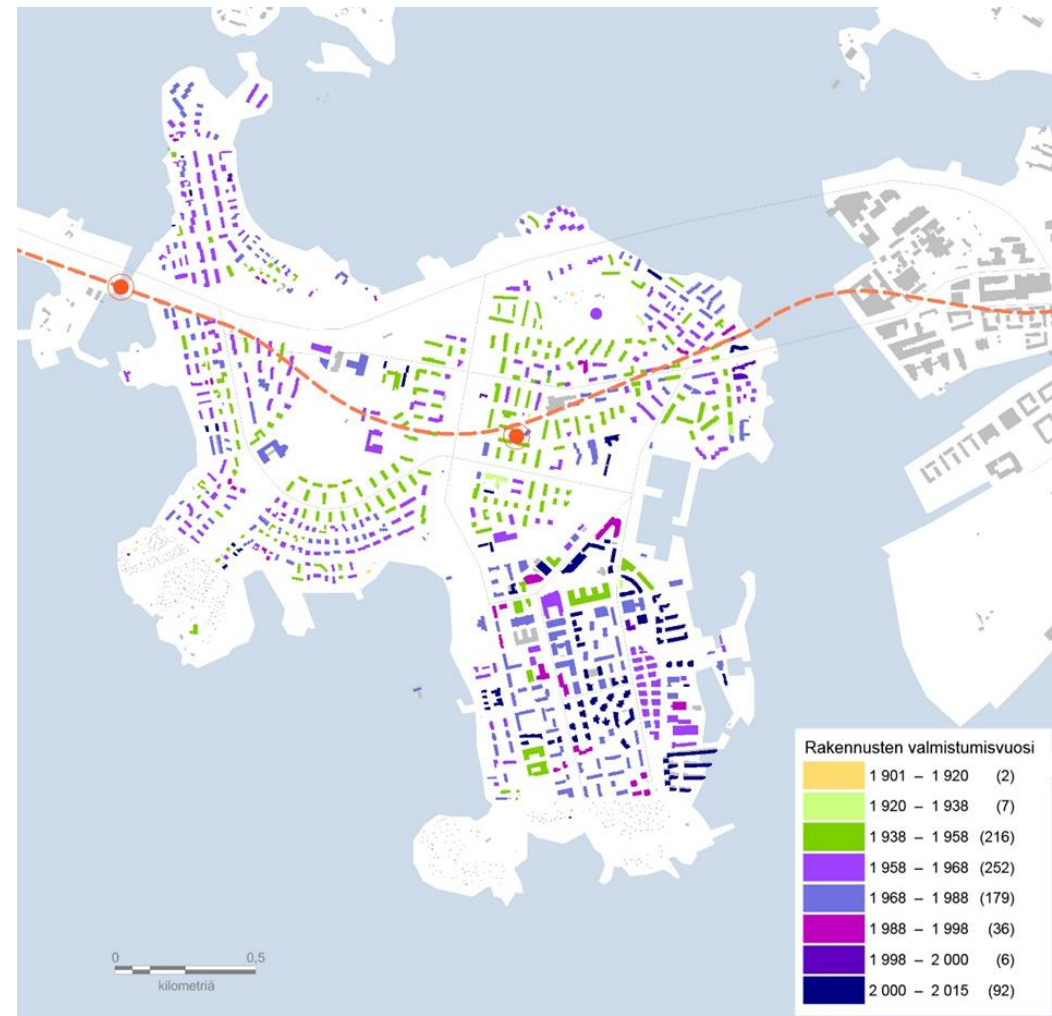 Rakennusten valmistumisvuosi
1 901 – 1 920 (2)
1 920 – 1 938 (7)
1 938 – 1 958 (216)
1 958 – 1 968 (252)
1 968 – 1 988 (179)
1 988 – 1 998 (36)
1 998 – 2 000 (6)
2 000 – 2 015 (92)
0 0,5
kilometriä